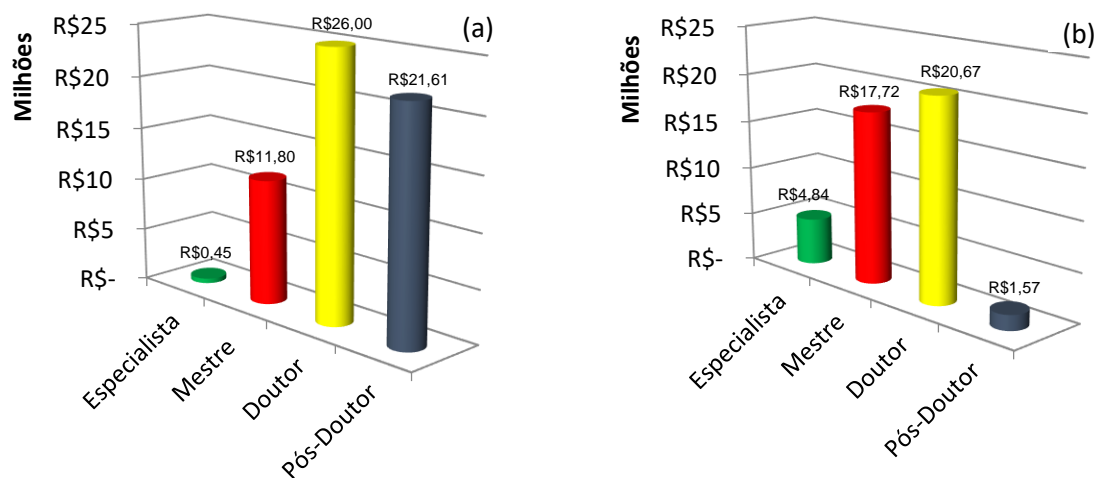 (a)
Milhões
R$25
R$20
R$15
R$10
R$5
R$-
R$0,45
R$11,80
R$26,00
R$21,61
Especialista
Mestre
Doutor
Pós-Doutor
(b)
Milhões
R$25
R$20
R$15
R$10
R$5
R$-
R$4,84
R$17,72
R$20,67
R$1,57
Especialista
Mestre
Doutor
Pós-Doutor